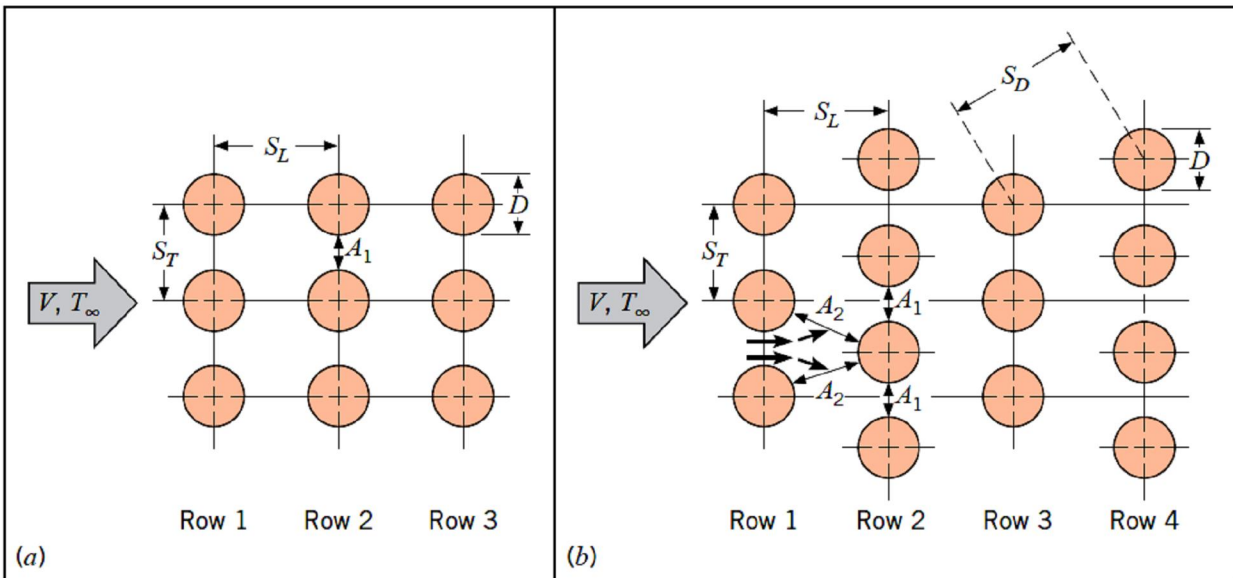 S_L
D
S_T
A_1
V, T_∞
Row 1 Row 2 Row 3
(a)
S_D
S_L
D
S_T
A_2
A_1
V, T_∞
A_2
A_1
Row 1 Row 2 Row 3 Row 4
(b)